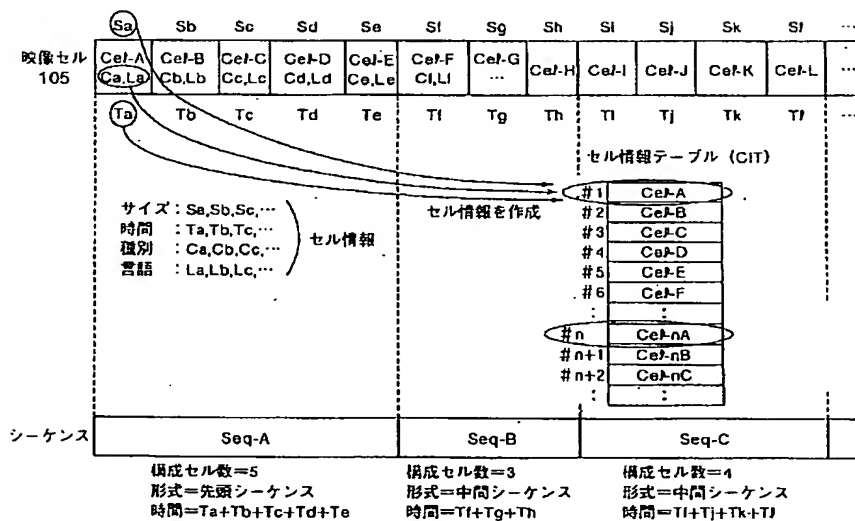 Sa Sb Sc Sd Se Sf Sg Sh Si Sj Sk Sℓ …
映像セル
105
Ceℓ-A Ceℓ-B Ceℓ-C Ceℓ-D Ceℓ-E Ceℓ-F Ceℓ-G Ceℓ-H Ceℓ-I Ceℓ-J Ceℓ-K Ceℓ-L …
Ca,La Cb,Lb Cc,Lc Cd,Ld Ce,Le Cf,Lf …
Ta Tb Tc Td Te Tf Tg Th Ti Tj Tk Tℓ …
セル情報テーブル (CIT)
サイズ:Sa,Sb,Sc,…
時間 :Ta,Tb,Tc,…
種別 :Ca,Cb,Cc,…
言語 :La,Lb,Lc,…
セル情報
セル情報を作成
#1 Ceℓ-A
#2 Ceℓ-B
#3 Ceℓ-C
#4 Ceℓ-D
#5 Ceℓ-E
#6 Ceℓ-F
: :
#n Ceℓ-nA
#n+1 Ceℓ-nB
#n+2 Ceℓ-nC
: :
シーケンス Seq-A Seq-B Seq-C
構成セル数=5
形式=先頭シーケンス
時間=Ta+Tb+Tc+Td+Te
構成セル数=3
形式=中間シーケンス
時間=Tf+Tg+Th
構成セル数=4
形式=中間シーケンス
時間=Ti+Tj+Tk+Tℓ